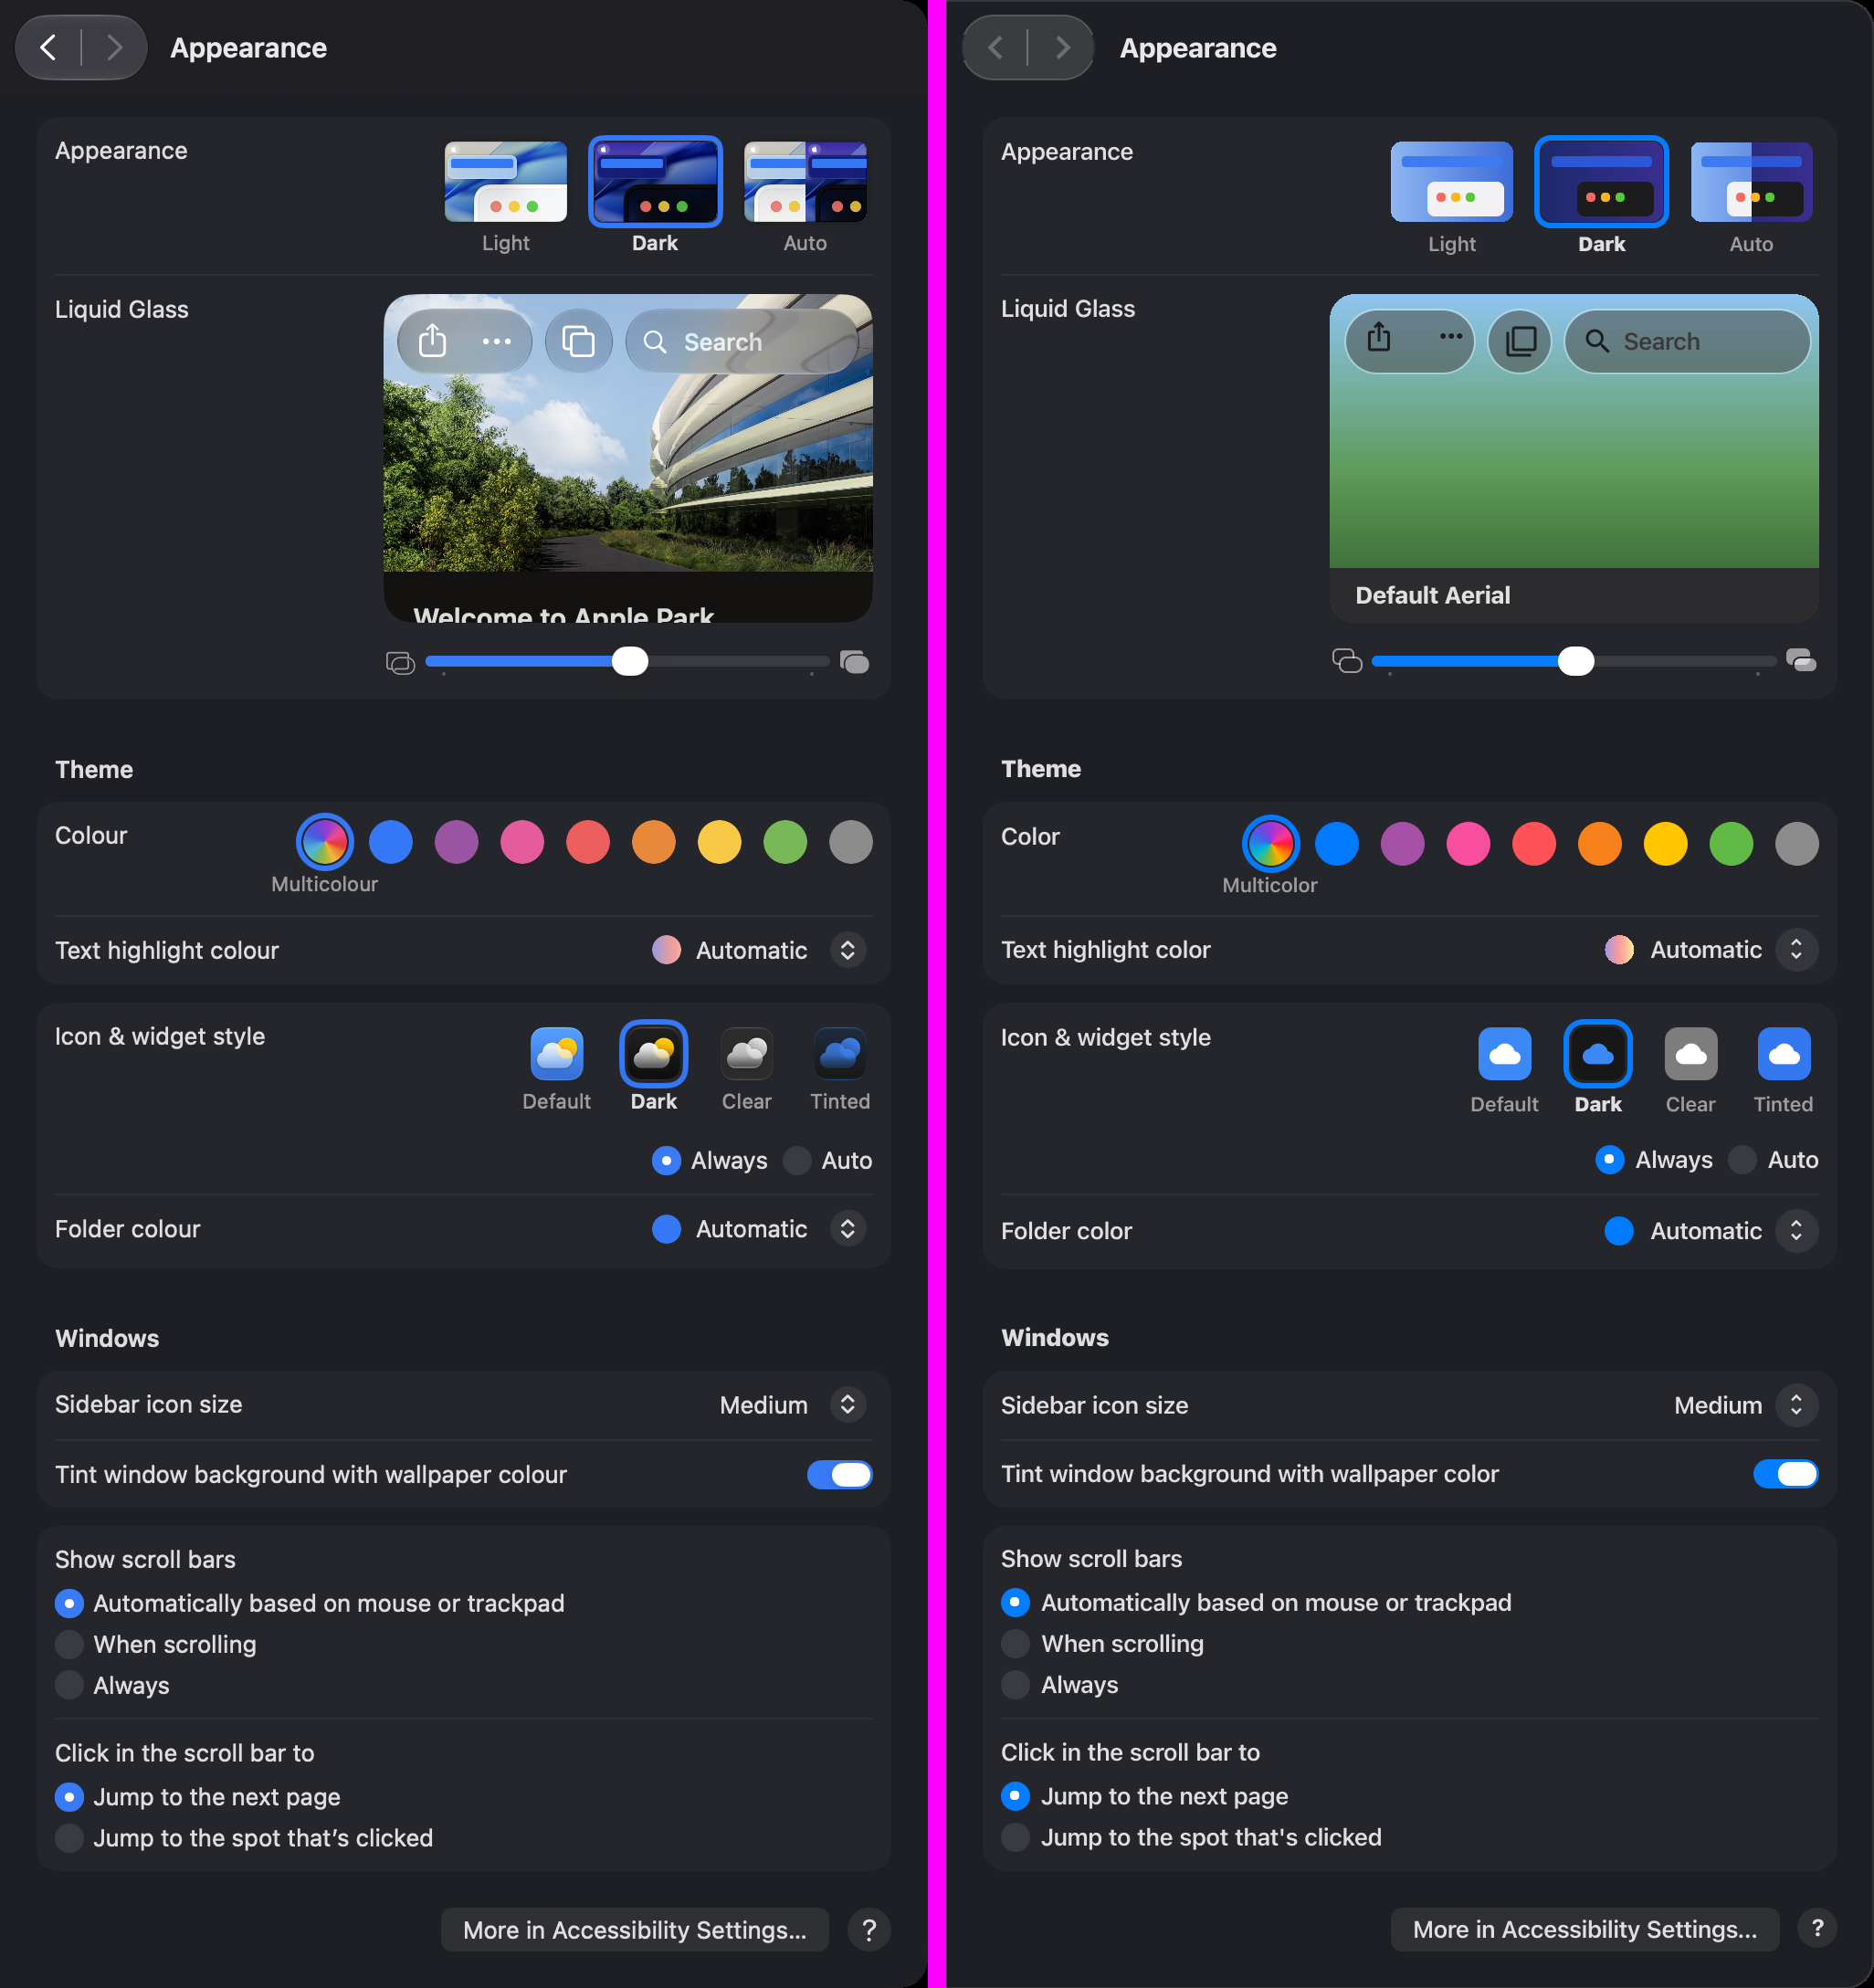 Appearance
Appearance
Light
Dark
Auto
Liquid Glass
Search
Welcome to Apple Park
Theme
Colour
Multicolour
Text highlight colour
Automatic
Icon & widget style
Default
Dark
Clear
Tinted
Always
Auto
Folder colour
Automatic
Windows
Sidebar icon size
Medium
Tint window background with wallpaper colour
Show scroll bars
Automatically based on mouse or trackpad
When scrolling
Always
Click in the scroll bar to
Jump to the next page
Jump to the spot that’s clicked
More in Accessibility Settings...
?
Appearance
Appearance
Light
Dark
Auto
Liquid Glass
Search
Default Aerial
Theme
Color
Multicolor
Text highlight color
Automatic
Icon & widget style
Default
Dark
Clear
Tinted
Always
Auto
Folder color
Automatic
Windows
Sidebar icon size
Medium
Tint window background with wallpaper color
Show scroll bars
Automatically based on mouse or trackpad
When scrolling
Always
Click in the scroll bar to
Jump to the next page
Jump to the spot that's clicked
More in Accessibility Settings...
?